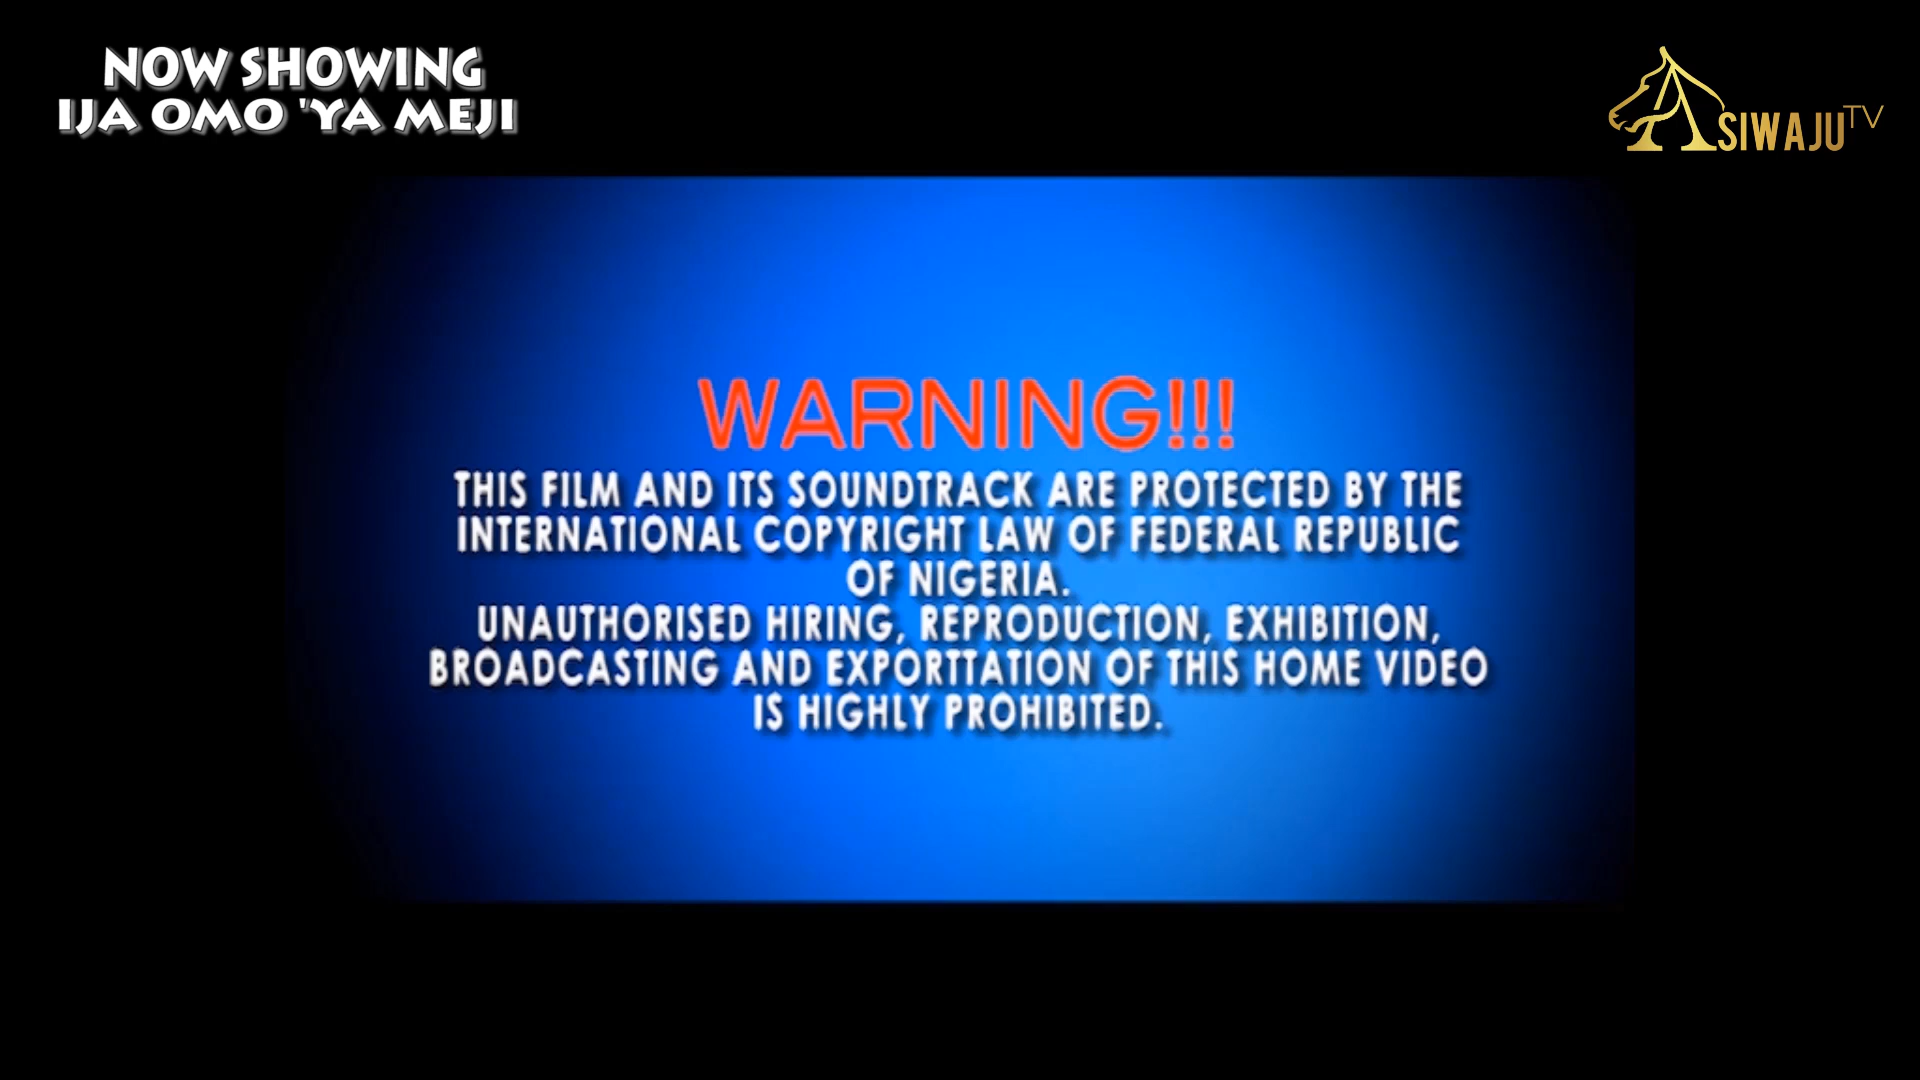 NOW SHOWING
IJA OMO 'YA MEJI
ASIWAJU TV
WARNING!!!
THIS FILM AND ITS SOUNDTRACK ARE PROTECTED BY THE
INTERNATIONAL COPYRIGHT LAW OF FEDERAL REPUBLIC
OF NIGERIA.
UNAUTHORISED HIRING, REPRODUCTION, EXHIBITION,
BROADCASTING AND EXPORTTATION OF THIS HOME VIDEO
IS HIGHLY PROHIBITED.